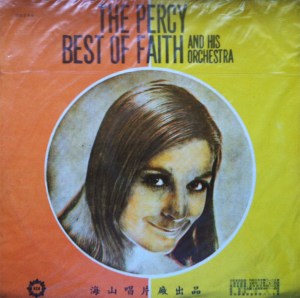 THE PERCY
BEST OF FAITH
AND HIS
ORCHESTRA
海山唱片廠出品